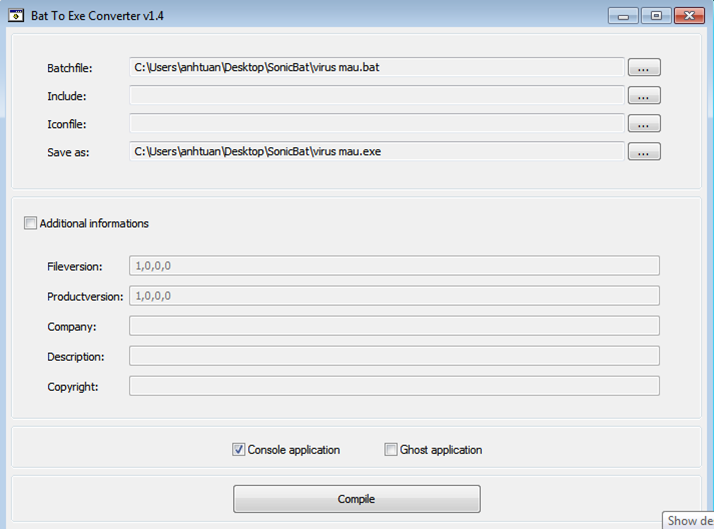 Bat To Exe Converter v1.4
Batchfile: C:\Users\anhtuan\Desktop\SonicBat\virus mau.bat ...
Include: ...
Iconfile: ...
Save as: C:\Users\anhtuan\Desktop\SonicBat\virus mau.exe ...
Additional informations
Fileversion: 1,0,0,0
Productversion: 1,0,0,0
Company:
Description:
Copyright:
Console application Ghost application
Compile
Show de